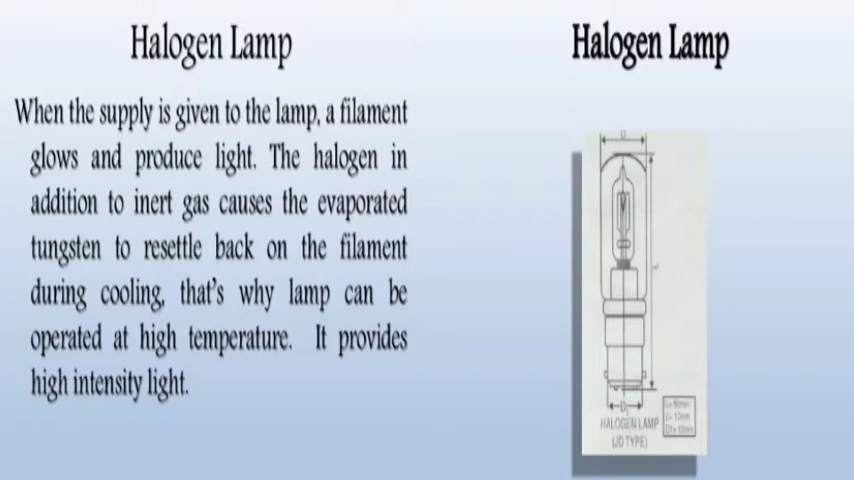 Halogen Lamp
When the supply is given to the lamp, a filament
glows and produce light. The halogen in
addition to inert gas causes the evaporated
tungsten to resettle back on the filament
during cooling, that's why lamp can be
operated at high temperature. It provides
high intensity light.
Halogen Lamp
D
L
D₁
HALOGEN LAMP
(JD TYPE)